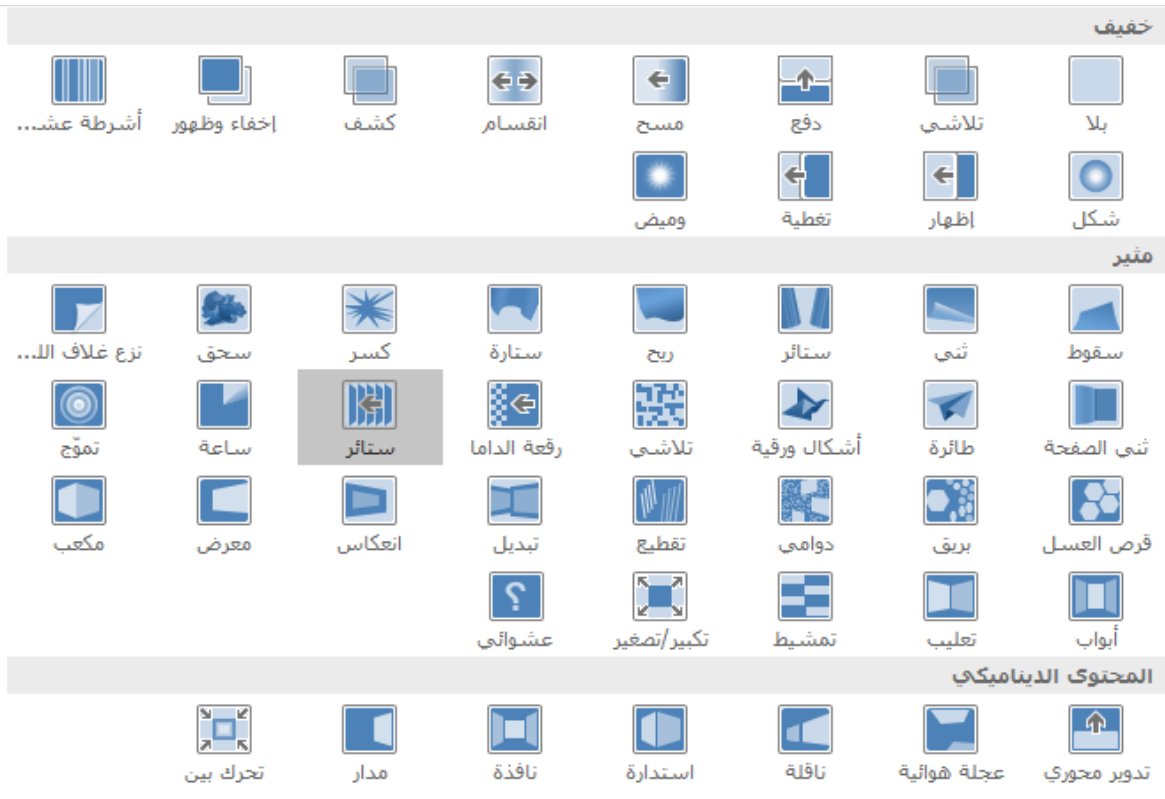 خفيف
بلا تلاشي دفع مسح انقسام كشف إخفاء وظهور أشرطة عشـ...
شكل إظهار تغطية وميض
مثير
سقوط ثني ستائر ريح ستارة كسر سحق نزع غلاف اللـ...
ثني الصفحة طائرة أشكال ورقية تلاشي رقعة الداما ستائر ساعة تموّج
قرص العسل بريق دوامي تقطيع تبديل انعكاس معرض مكعب
أبواب تعليب تمشيط تكبير/تصغير عشوائي
المحتوى الديناميكي
تدوير محوري عجلة هوائية ناقلة استدارة نافذة مدار تحرك بين